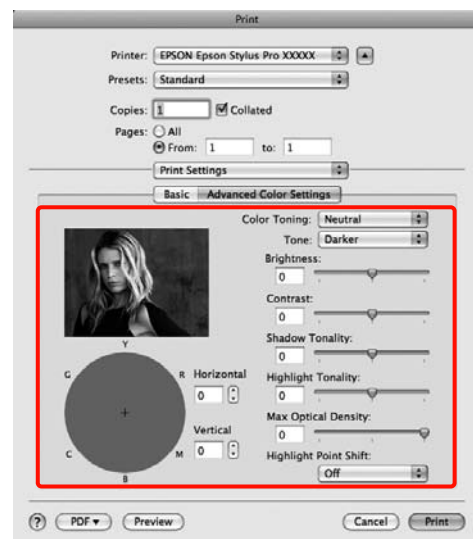 Print
Printer: EPSON Epson Stylus Pro XXXXX
Presets: Standard
Copies: 1 Collated
Pages: All
From: 1 to: 1
Print Settings
Basic Advanced Color Settings
Color Toning: Neutral
Tone: Darker
Brightness:
0
Contrast:
0
Shadow Tonality:
0
Highlight Tonality:
0
Max Optical Density:
0
Highlight Point Shift:
Off
Y
G R
C M
B
Horizontal
0
Vertical
0
? PDF▾ Preview Cancel Print